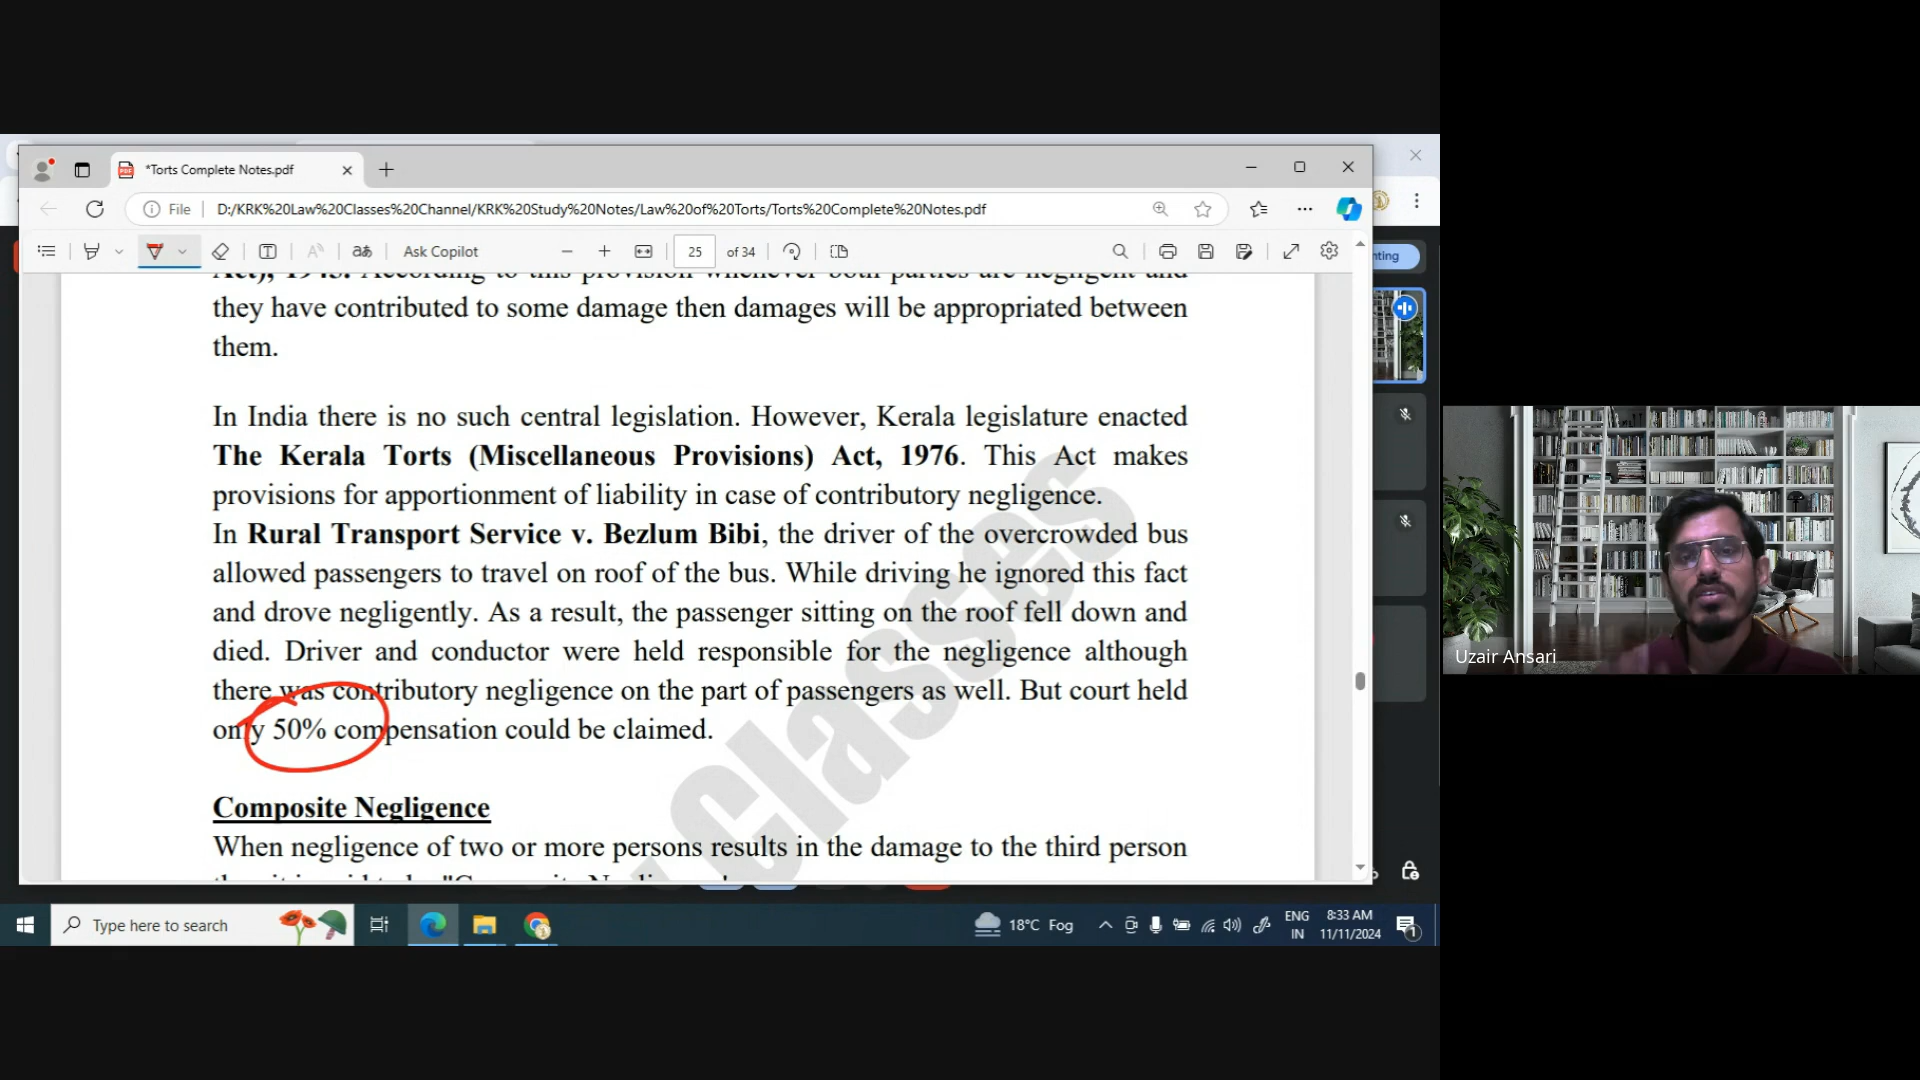 *Torts Complete Notes.pdf
File
D:/KRK%20Law%20Classes%20Channel/KRK%20Study%20Notes/Law%20of%20Torts/Torts%20Complete%20Notes.pdf
Ask Copilot
25 of 34
nting
they have contributed to some damage then damages will be appropriated between
them.
In India there is no such central legislation. However, Kerala legislature enacted
The Kerala Torts (Miscellaneous Provisions) Act, 1976. This Act makes
provisions for apportionment of liability in case of contributory negligence.
In Rural Transport Service v. Bezlum Bibi, the driver of the overcrowded bus
allowed passengers to travel on roof of the bus. While driving he ignored this fact
and drove negligently. As a result, the passenger sitting on the roof fell down and
died. Driver and conductor were held responsible for the negligence although
there was contributory negligence on the part of passengers as well. But court held
only 50% compensation could be claimed.
Composite Negligence
When negligence of two or more persons results in the damage to the third person
Classes
Uzair Ansari
Type here to search
18°C Fog
ENG
IN
8:33 AM
11/11/2024
1